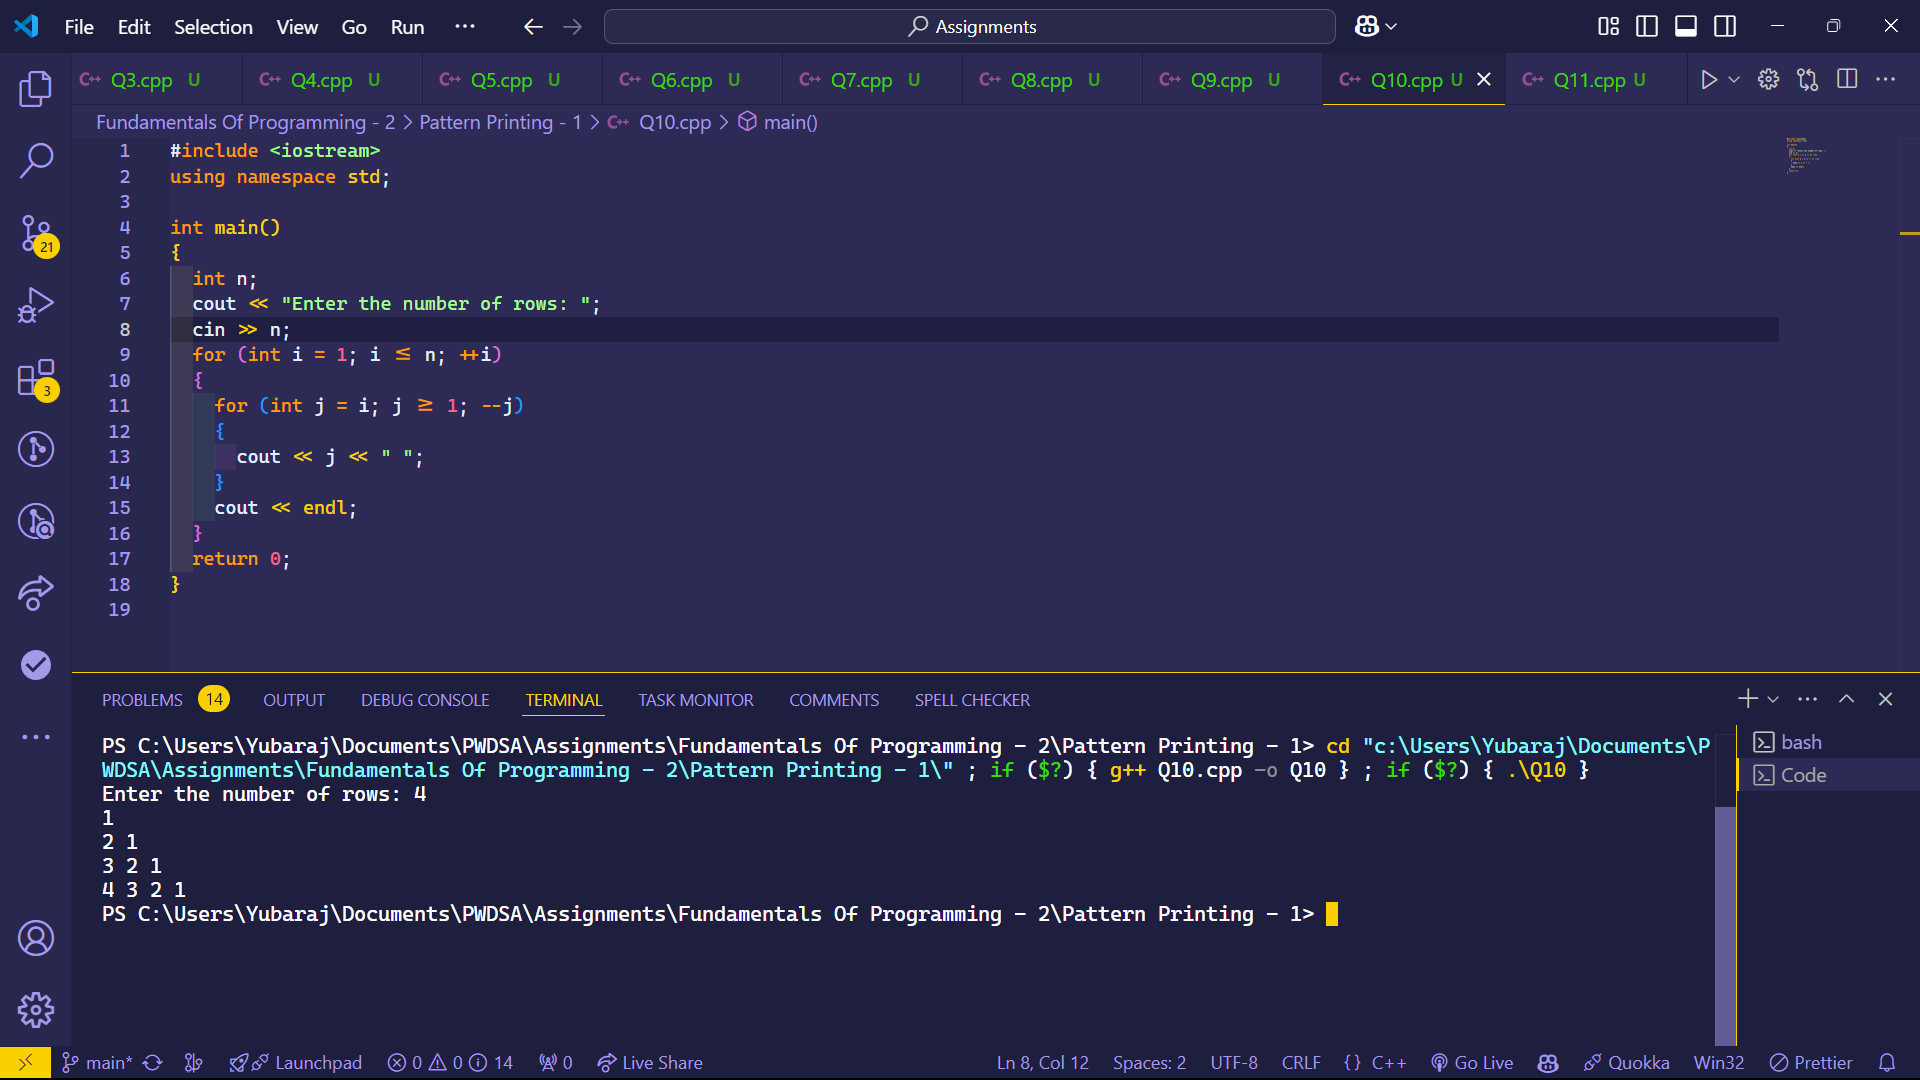 File Edit Selection View Go Run ··· Assignments
C++ Q3.cpp U C++ Q4.cpp U C++ Q5.cpp U C++ Q6.cpp U C++ Q7.cpp U C++ Q8.cpp U C++ Q9.cpp U C++ Q10.cpp U C++ Q11.cpp U
Fundamentals Of Programming - 2 > Pattern Printing - 1 > C++ Q10.cpp > main()
1 #include <iostream>
2 using namespace std;
3
4 int main()
5 {
6 int n;
7 cout << "Enter the number of rows: ";
8 cin >> n;
9 for (int i = 1; i ≤ n; ++i)
10 {
11 for (int j = i; j ≥ 1; --j)
12 {
13 cout << j << " ";
14 }
15 cout << endl;
16 }
17 return 0;
18 }
19
21
3
PROBLEMS 14 OUTPUT DEBUG CONSOLE TERMINAL TASK MONITOR COMMENTS SPELL CHECKER
PS C:\Users\Yubaraj\Documents\PWDSA\Assignments\Fundamentals Of Programming - 2\Pattern Printing - 1> cd "c:\Users\Yubaraj\Documents\P
WDSA\Assignments\Fundamentals Of Programming - 2\Pattern Printing - 1\" ; if ($?) { g++ Q10.cpp -o Q10 } ; if ($?) { .\Q10 }
Enter the number of rows: 4
1
2 1
3 2 1
4 3 2 1
PS C:\Users\Yubaraj\Documents\PWDSA\Assignments\Fundamentals Of Programming - 2\Pattern Printing - 1>
bash
Code
main* Launchpad 0 0 14 0 Live Share Ln 8, Col 12 Spaces: 2 UTF-8 CRLF {} C++ Go Live Quokka Win32 Prettier